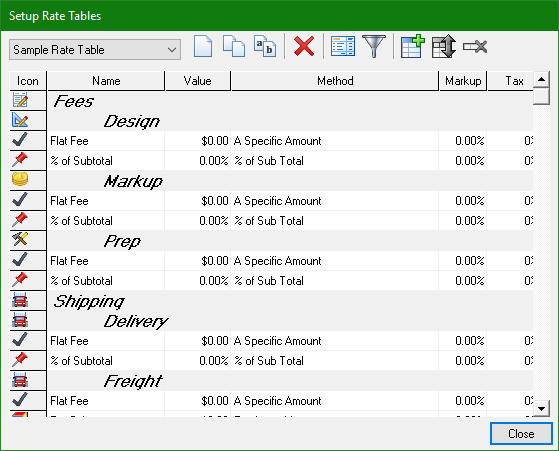 Setup Rate Tables
Sample Rate Table
a b
Icon Name Value Method Markup Tax
Fees
Design
Flat Fee $0.00 A Specific Amount 0.00% 0%
% of Subtotal 0.00% % of Sub Total 0.00% 0%
Markup
Flat Fee $0.00 A Specific Amount 0.00% 0%
% of Subtotal 0.00% % of Sub Total 0.00% 0%
Prep
Flat Fee $0.00 A Specific Amount 0.00% 0%
% of Subtotal 0.00% % of Sub Total 0.00% 0%
Shipping
Delivery
Flat Fee $0.00 A Specific Amount 0.00% 0%
% of Subtotal 0.00% % of Sub Total 0.00% 0%
Freight
Flat Fee $0.00 A Specific Amount 0.00% 0%
Close